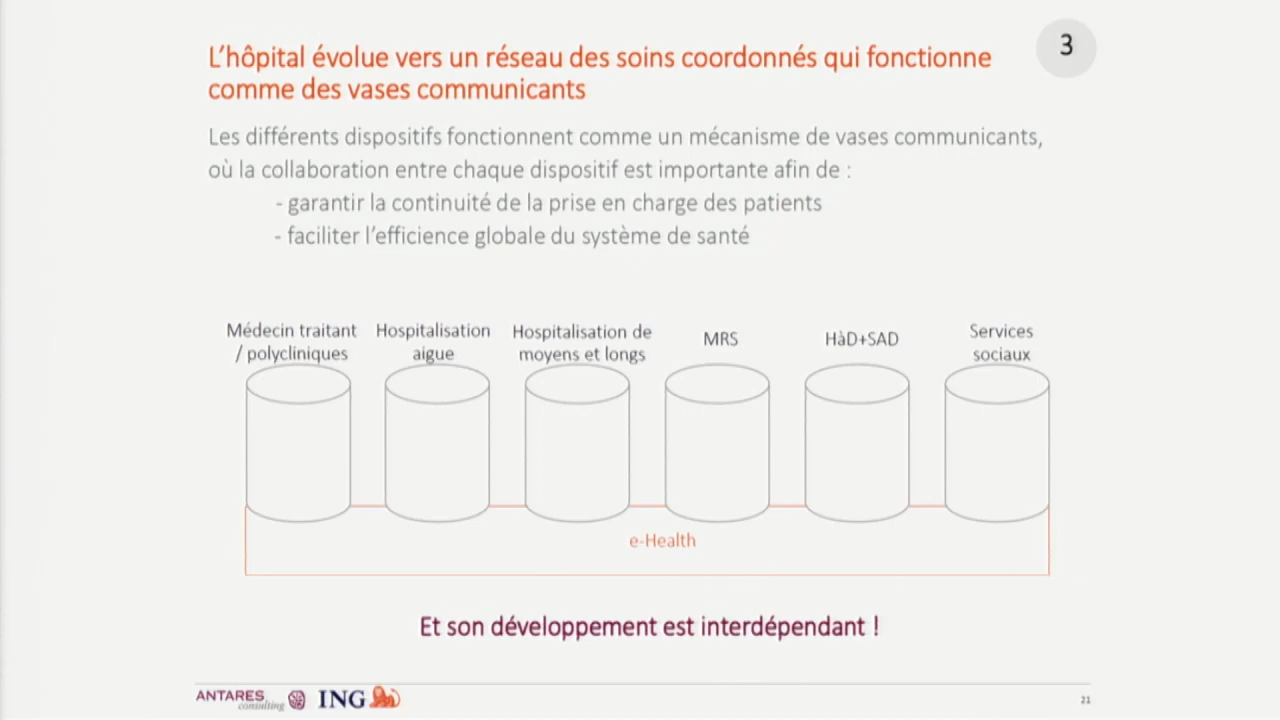 3
L'hôpital évolue vers un réseau des soins coordonnés qui fonctionne
comme des vases communicants
Les différents dispositifs fonctionnent comme un mécanisme de vases communicants,
où la collaboration entre chaque dispositif est importante afin de :
- garantir la continuité de la prise en charge des patients
- faciliter l'efficience globale du système de santé
Médecin traitant
/ polycliniques
Hospitalisation
aigue
Hospitalisation de
moyens et longs
MRS
HàD+SAD
Services
sociaux
e-Health
Et son développement est interdépendant !
ANTARES
consulting
ING
21